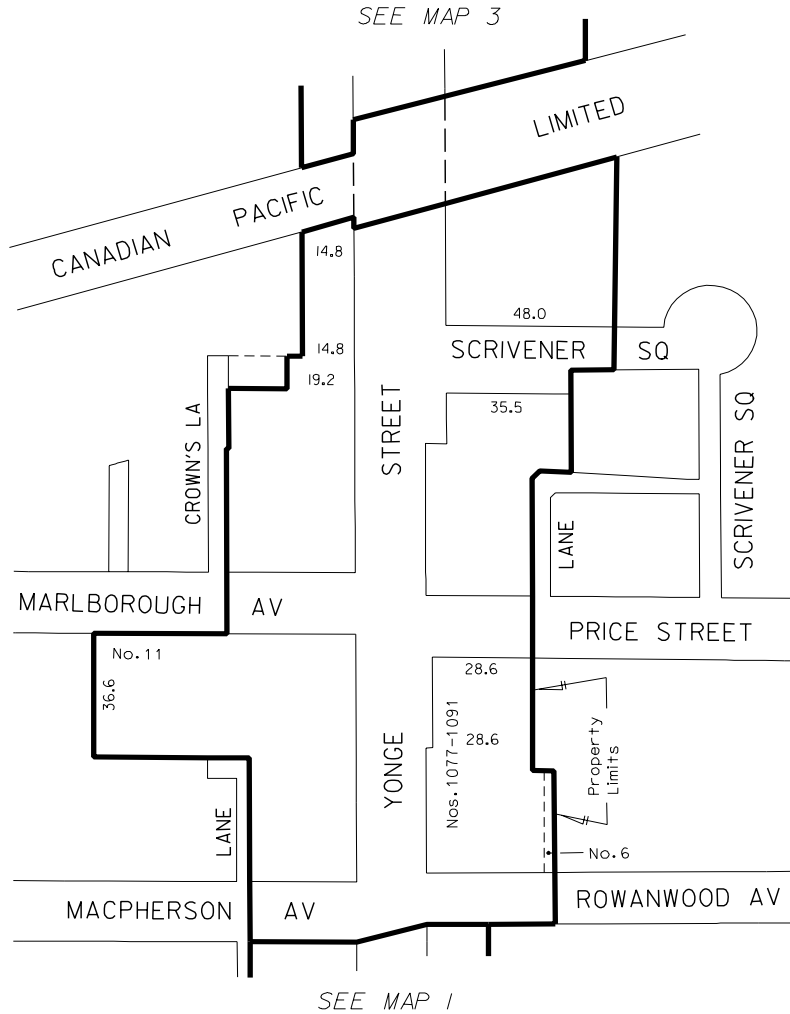 SEE MAP 3
LIMITED
CANADIAN PACIFIC
14.8
48.0
14.8
SCRIVENER SQ
19.2
35.5
CROWN'S LA
STREET
SCRIVENER SQ
LANE
MARLBOROUGH AV
PRICE STREET
No. 11
28.6
36.6
28.6
YONGE
Nos. 1077-1091
Property
Limits
LANE
No. 6
MACPHERSON AV
ROWANWOOD AV
SEE MAP 1